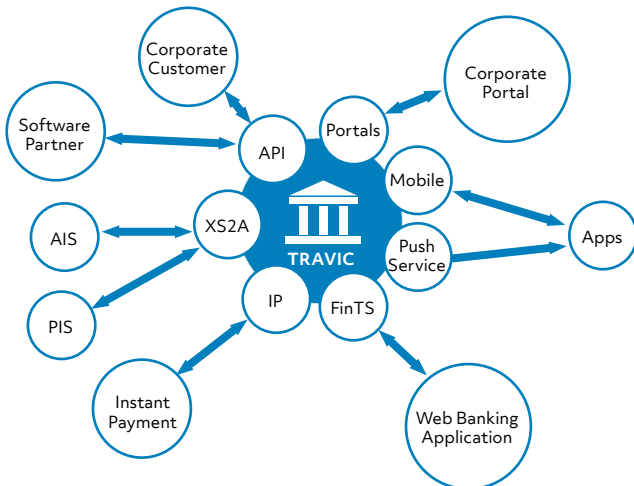 Corporate
Customer
Corporate
Portal
Software
Partner
Portals
API
Mobile
XS2A
AIS
Push
Service
Apps
TRAVIC
IP
FinTS
PIS
Instant
Payment
Web Banking
Application